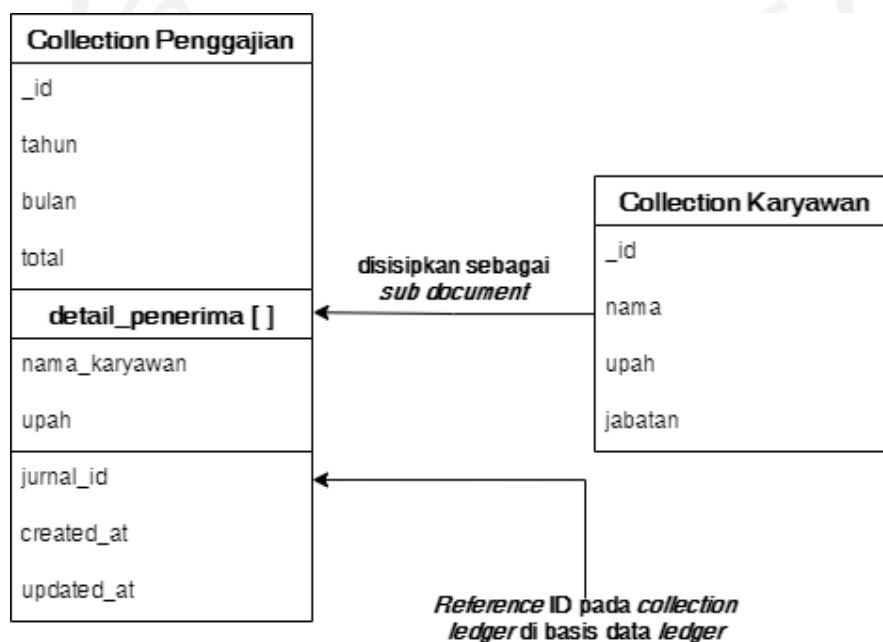 Collection Penggajian
_id
tahun
bulan
total
detail_penerima [ ]
nama_karyawan
upah
jurnal_id
created_at
updated_at
disisipkan sebagai
sub document
Collection Karyawan
_id
nama
upah
jabatan
Reference ID pada collection
ledger di basis data ledger